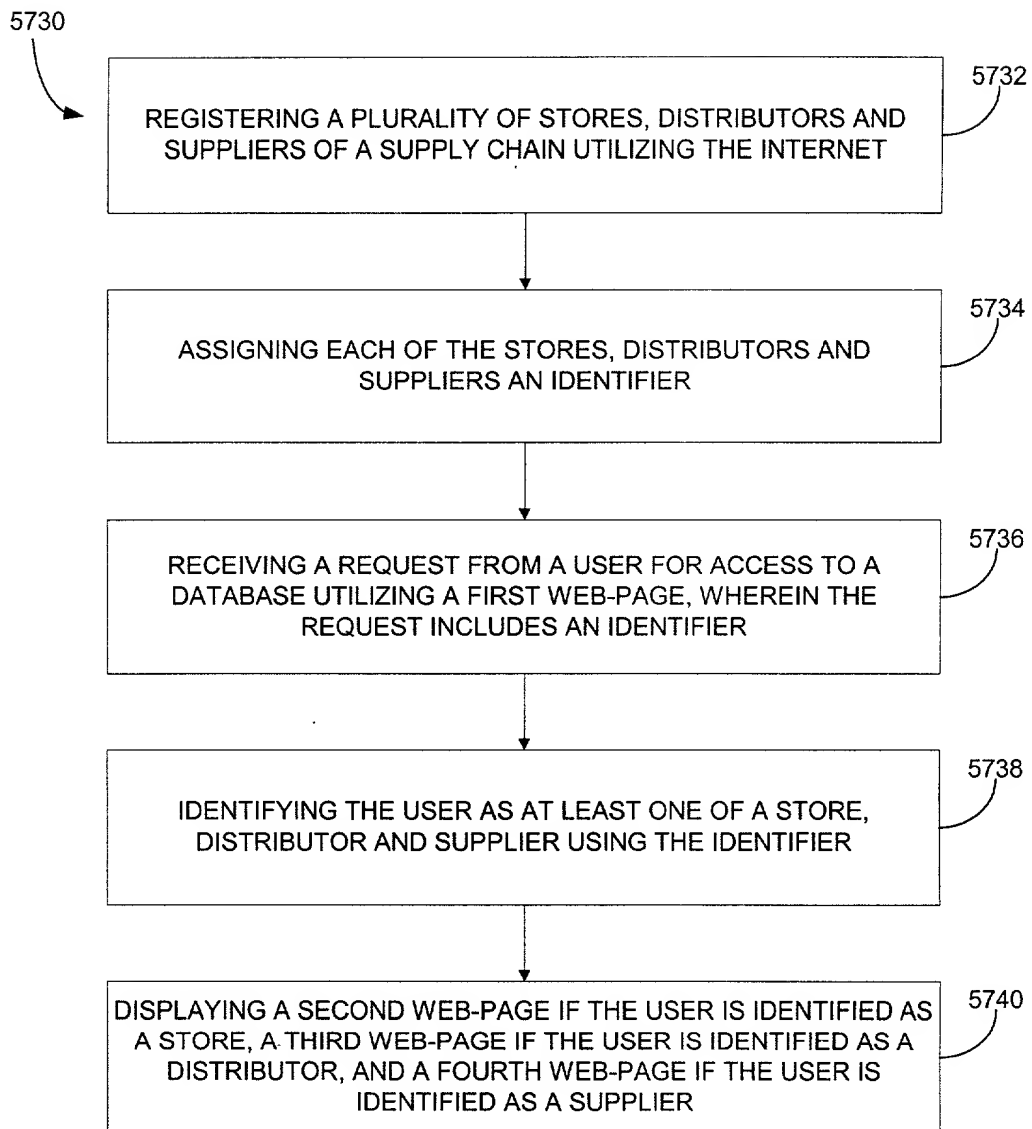 5730
5732
REGISTERING A PLURALITY OF STORES, DISTRIBUTORS AND
SUPPLIERS OF A SUPPLY CHAIN UTILIZING THE INTERNET
5734
ASSIGNING EACH OF THE STORES, DISTRIBUTORS AND
SUPPLIERS AN IDENTIFIER
5736
RECEIVING A REQUEST FROM A USER FOR ACCESS TO A
DATABASE UTILIZING A FIRST WEB-PAGE, WHEREIN THE
REQUEST INCLUDES AN IDENTIFIER
5738
IDENTIFYING THE USER AS AT LEAST ONE OF A STORE,
DISTRIBUTOR AND SUPPLIER USING THE IDENTIFIER
5740
DISPLAYING A SECOND WEB-PAGE IF THE USER IS IDENTIFIED AS
A STORE, A THIRD WEB-PAGE IF THE USER IS IDENTIFIED AS A
DISTRIBUTOR, AND A FOURTH WEB-PAGE IF THE USER IS
IDENTIFIED AS A SUPPLIER